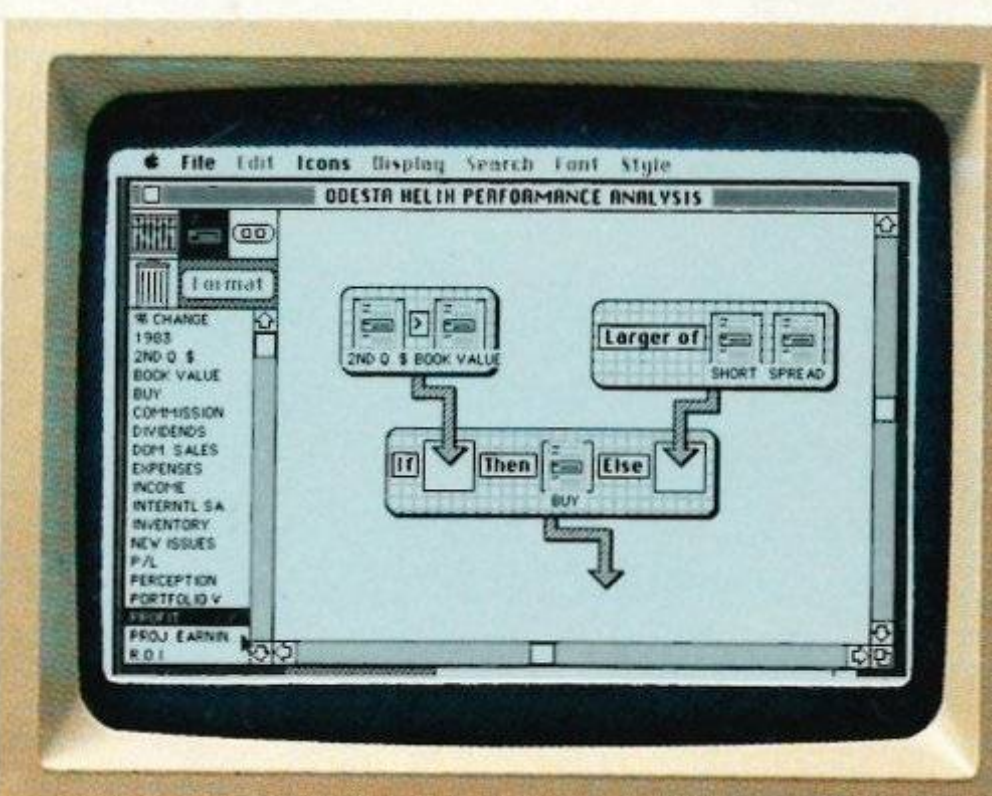 File Edit Icons Display Search Font Style
ODESTA HELIX PERFORMANCE ANALYSIS
Format
% CHANGE
1983
2ND Q $
BOOK VALUE
BUY
COMMISSION
DIVIDENDS
DOM SALES
EXPENSES
INCOME
INTERNTL SA
INVENTORY
NEW ISSUES
P/L
PERCEPTION
PORTFOLIO V
PROFIT
PROJ EARNIN
R O I
>
2ND Q $ BOOK VALUE
Larger of
SHORT SPREAD
If Then Else
BUY